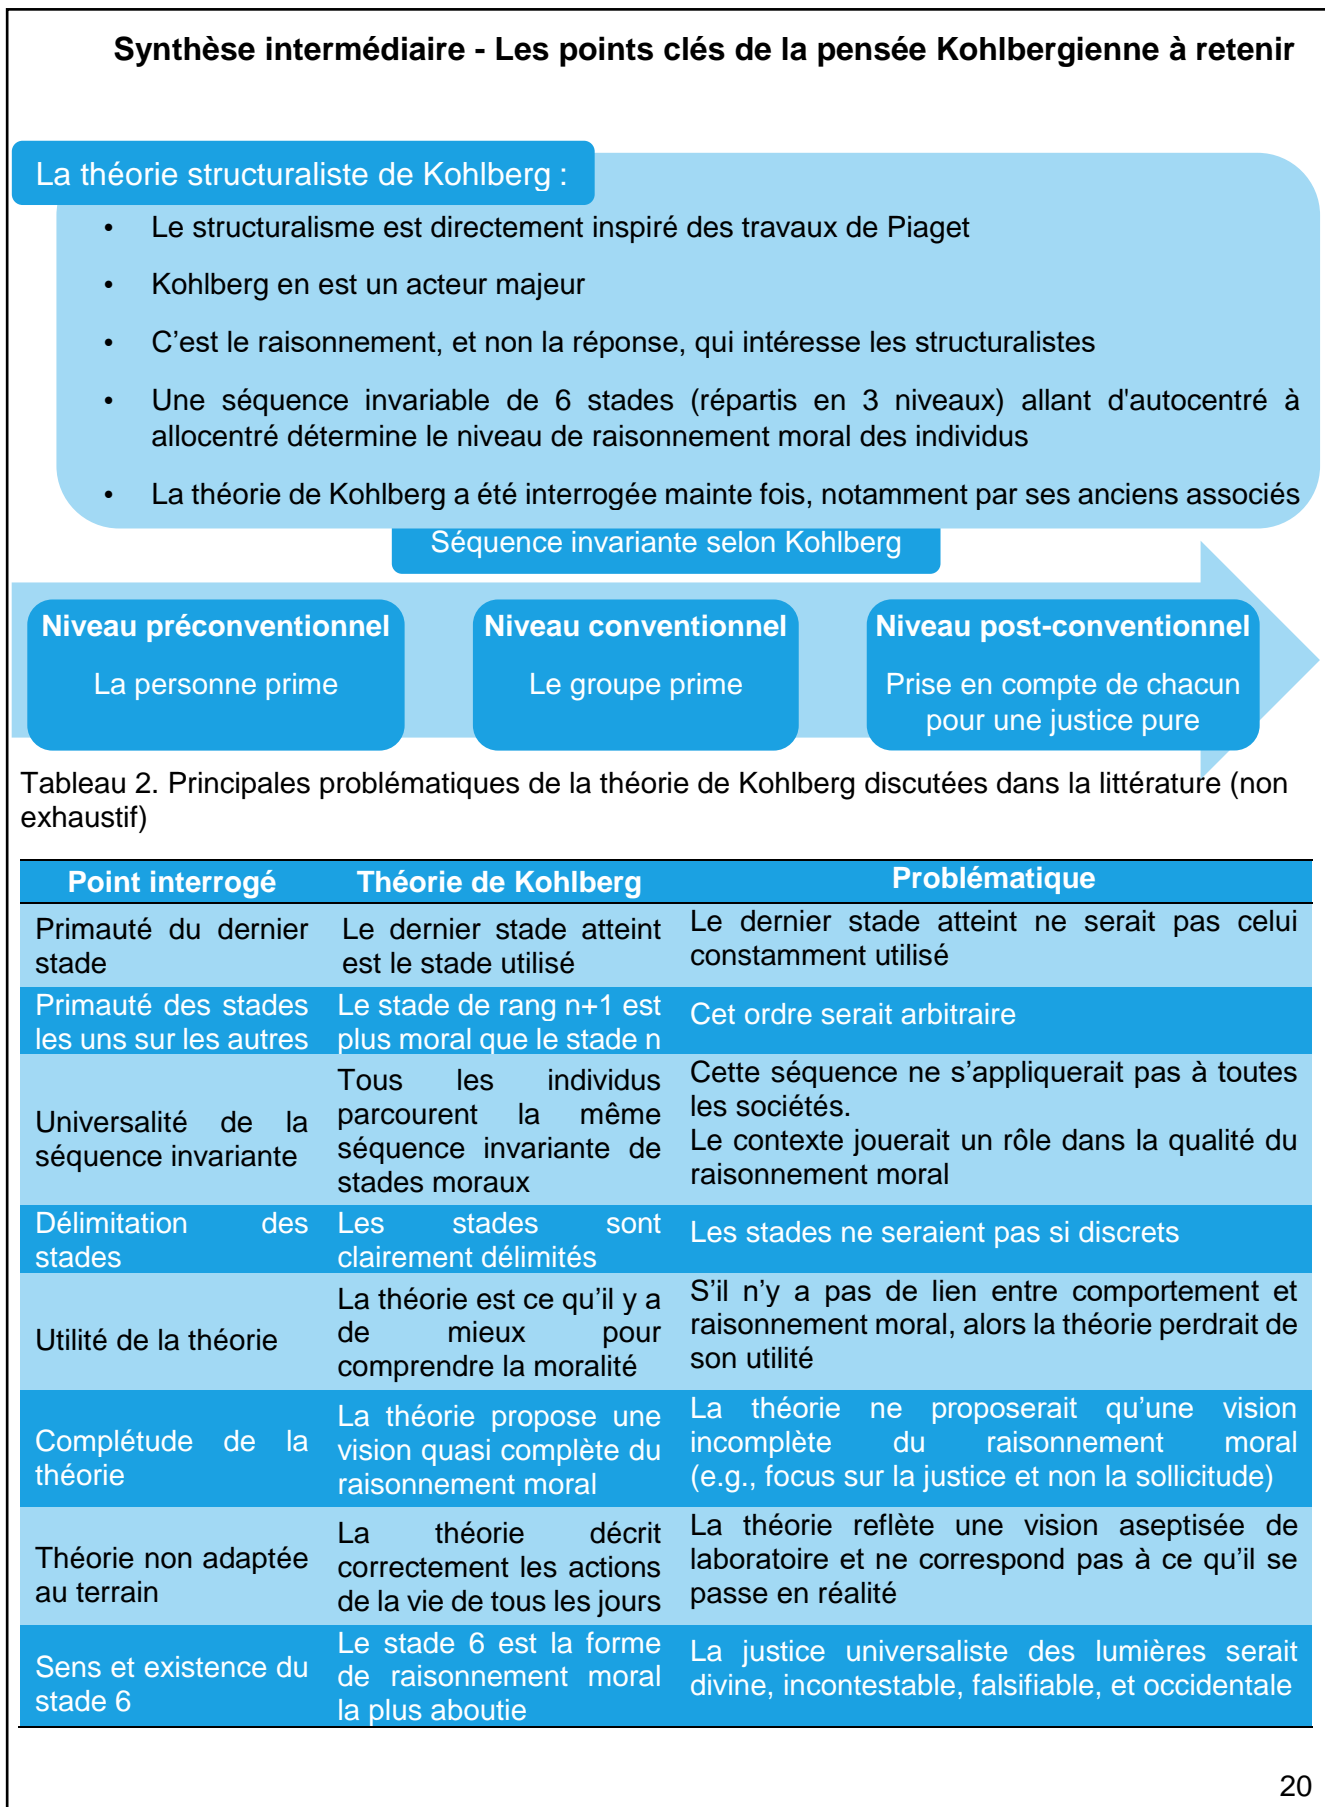 Synthèse intermédiaire - Les points clés de la pensée Kohlbergienne à retenir
La théorie structuraliste de Kohlberg :
• Le structuralisme est directement inspiré des travaux de Piaget
• Kohlberg en est un acteur majeur
• C’est le raisonnement, et non la réponse, qui intéresse les structuralistes
• Une séquence invariable de 6 stades (répartis en 3 niveaux) allant d'autocentré à
allocentré détermine le niveau de raisonnement moral des individus
• La théorie de Kohlberg a été interrogée mainte fois, notamment par ses anciens associés
Séquence invariante selon Kohlberg
Niveau préconventionnel
La personne prime
Niveau conventionnel
Le groupe prime
Niveau post-conventionnel
Prise en compte de chacun
pour une justice pure
Tableau 2. Principales problématiques de la théorie de Kohlberg discutées dans la littérature (non
exhaustif)
Point interrogé
Théorie de Kohlberg
Problématique
Primauté du dernier
stade
Le dernier stade atteint
est le stade utilisé
Le dernier stade atteint ne serait pas celui
constamment utilisé
Primauté des stades
les uns sur les autres
Le stade de rang n+1 est
plus moral que le stade n
Cet ordre serait arbitraire
Universalité de la
séquence invariante
Tous les individus
parcourent la même
séquence invariante de
stades moraux
Cette séquence ne s’appliquerait pas à toutes
les sociétés.
Le contexte jouerait un rôle dans la qualité du
raisonnement moral
Délimitation des
stades
Les stades sont
clairement délimités
Les stades ne seraient pas si discrets
Utilité de la théorie
La théorie est ce qu’il y a
de mieux pour
comprendre la moralité
S’il n’y a pas de lien entre comportement et
raisonnement moral, alors la théorie perdrait de
son utilité
Complétude de la
théorie
La théorie propose une
vision quasi complète du
raisonnement moral
La théorie ne proposerait qu’une vision
incomplète du raisonnement moral
(e.g., focus sur la justice et non la sollicitude)
Théorie non adaptée
au terrain
La théorie décrit
correctement les actions
de la vie de tous les jours
La théorie reflète une vision aseptisée de
laboratoire et ne correspond pas à ce qu’il se
passe en réalité
Sens et existence du
stade 6
Le stade 6 est la forme
de raisonnement moral
la plus aboutie
La justice universaliste des lumières serait
divine, incontestable, falsifiable, et occidentale
20